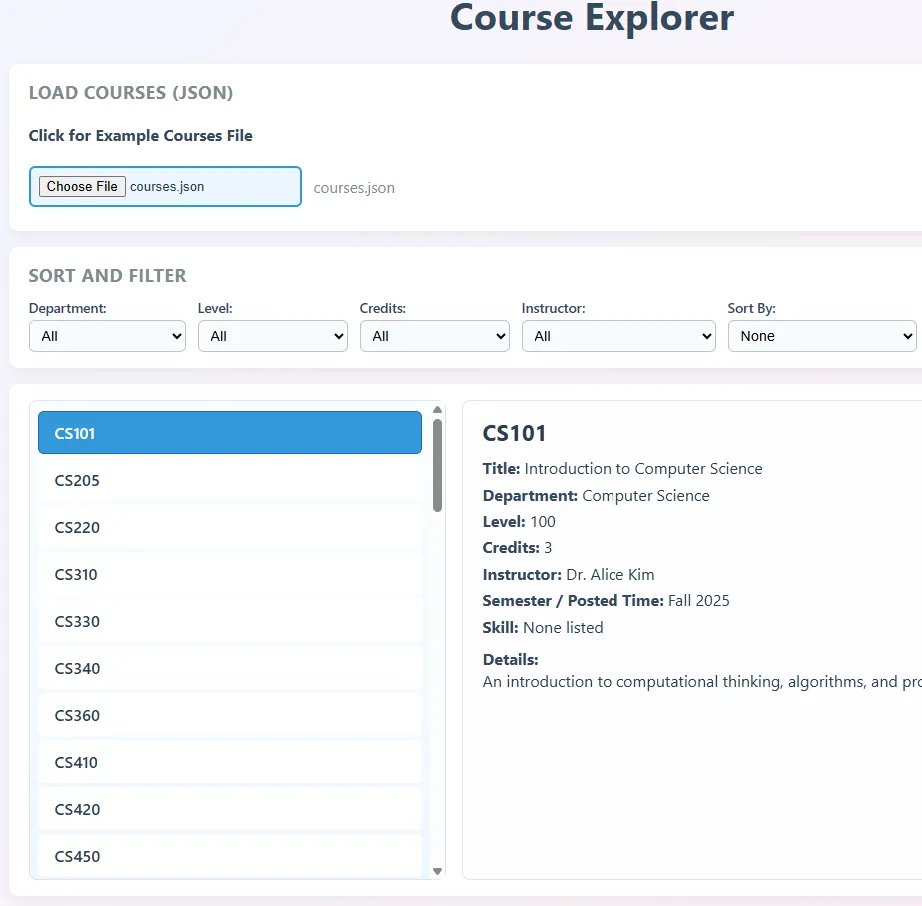 Course Explorer
LOAD COURSES (JSON)
Click for Example Courses File
Choose File courses.json courses.json
SORT AND FILTER
Department: Level: Credits: Instructor: Sort By:
All All All All None
CS101
CS205
CS220
CS310
CS330
CS340
CS360
CS410
CS420
CS450
CS101
Title: Introduction to Computer Science
Department: Computer Science
Level: 100
Credits: 3
Instructor: Dr. Alice Kim
Semester / Posted Time: Fall 2025
Skill: None listed
Details:
An introduction to computational thinking, algorithms, and